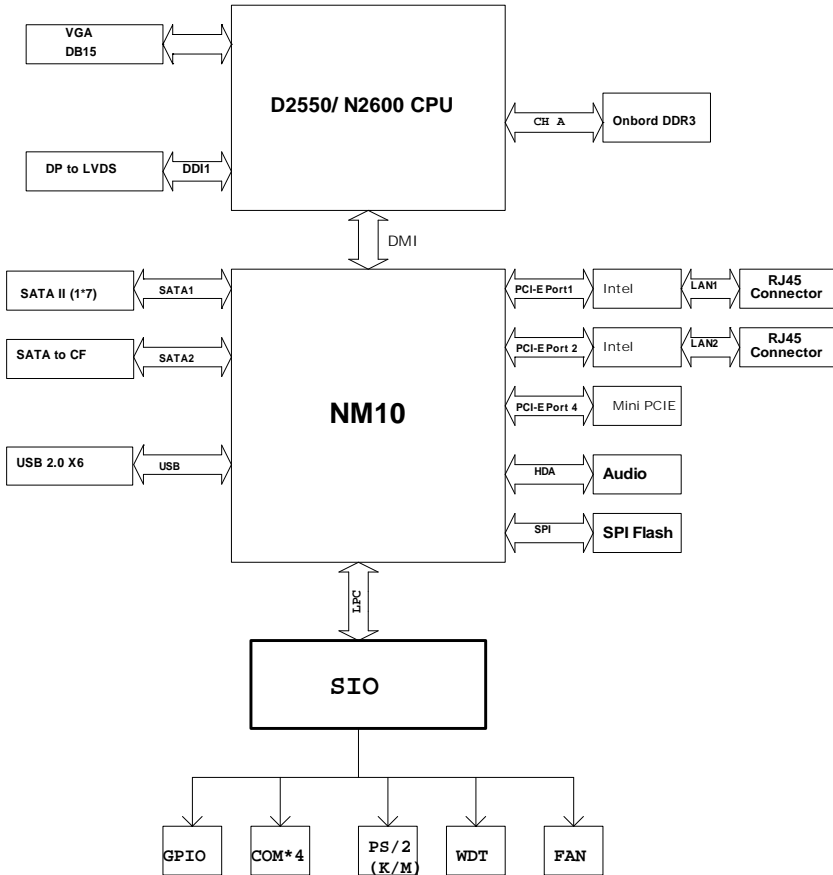 VGA
DB15
D2550/ N2600 CPU
CH A
Onbord DDR3
DP to LVDS
DDI1
DMI
SATA II (1*7)
SATA1
PCI-E Port1
Intel
LAN1
RJ45
Connector
SATA to CF
SATA2
PCI-E Port 2
Intel
LAN2
RJ45
Connector
NM10
PCI-E Port 4
Mini PCIE
USB 2.0 X6
USB
HDA
Audio
SPI
SPI Flash
LPC
SIO
GPIO
COM*4
PS/2
(K/M)
WDT
FAN